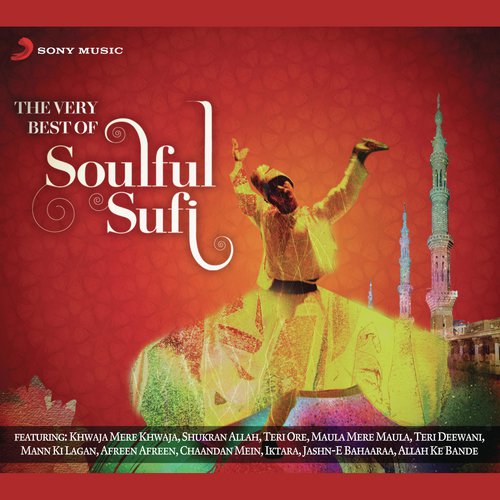 SONY MUSIC
THE VERY
BEST OF
Soulful
Sufi
FEATURING: KHWAJA MERE KHWAJA, SHUKRAN ALLAH, TERI ORE, MAULA MERE MAULA, TERI DEEWANI,
MANN KI LAGAN, AFREEN AFREEN, CHAANDAN MEIN, IKTARA, JASHN-E BAHAARAA, ALLAH KE BANDE